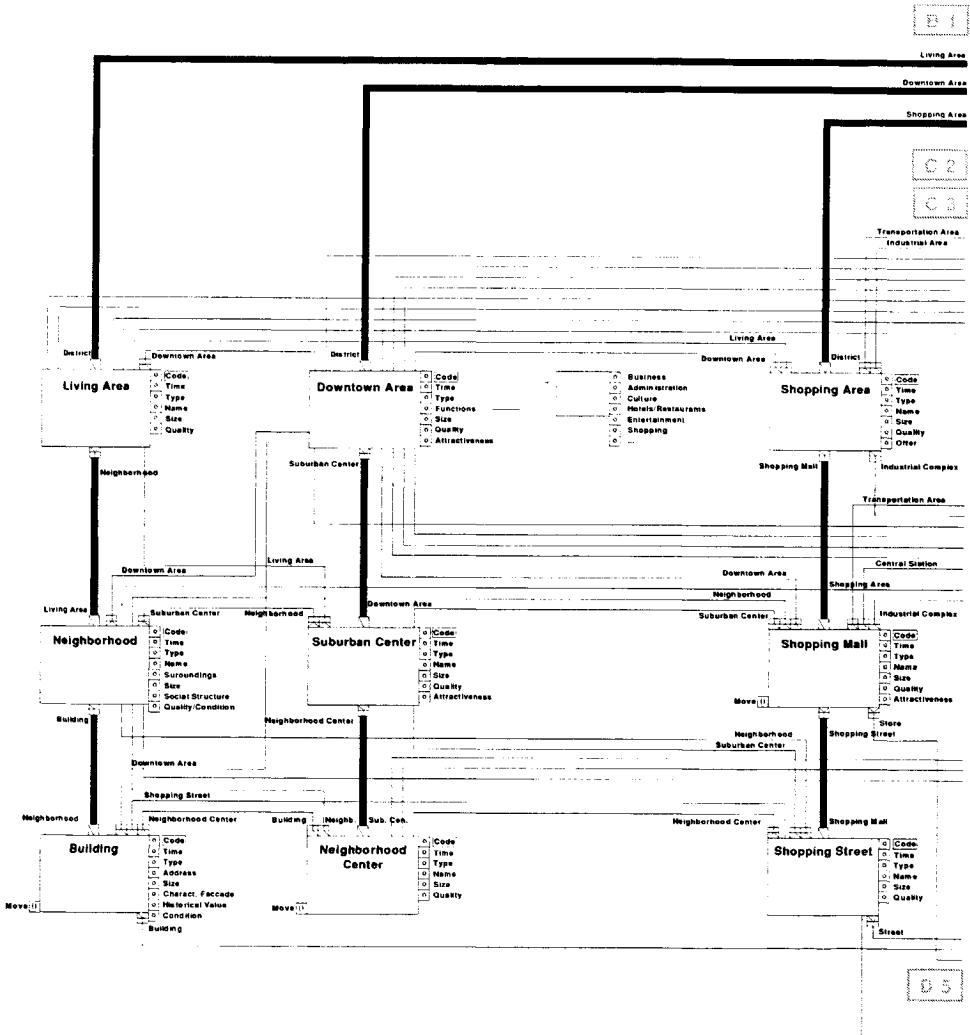 D 1
Living Area
Downtown Area
Shopping Area
C 2
C 3
Transportation Area
Industrial Area
Living Area
District
Downtown Area
District
Downtown Area
District
Living Area
Code
Time
Type
Name
Size
Quality
Downtown Area
Code
Time
Type
Functions
Size
Quality
Attractiveness
Business
Administration
Culture
Hotels/Restaurants
Entertainment
Shopping
...
Shopping Area
Code
Time
Type
Name
Size
Quality
Offer
Neighborhood
Suburban Center
Shopping Mall
Industrial Complex
Transportation Area
Living Area
Central Station
Downtown Area
Downtown Area
Shopping Area
Neighborhood
Living Area
Suburban Center
Neighborhood
Downtown Area
Suburban Center
Industrial Complex
Neighborhood
Code
Time
Type
Name
Suroundings
Size
Social Structure
Quality/Condition
Suburban Center
Code
Time
Type
Name
Size
Quality
Attractiveness
Shopping Mall
Code
Time
Type
Name
Size
Quality
Attractiveness
Move
Building
Neighborhood Center
Store
Shopping Street
Neighborhood
Suburban Center
Downtown Area
Shopping Street
Neighborhood
Neighborhood Center
Building
Neighb.
Sub. Cen.
Neighborhood Center
Shopping Mall
Building
Code
Time
Type
Address
Size
Charact. Faccade
Historical Value
Condition
Move
Building
Neighborhood Center
Code
Time
Type
Name
Size
Quality
Move
Shopping Street
Code
Time
Type
Name
Size
Quality
Street
D 5